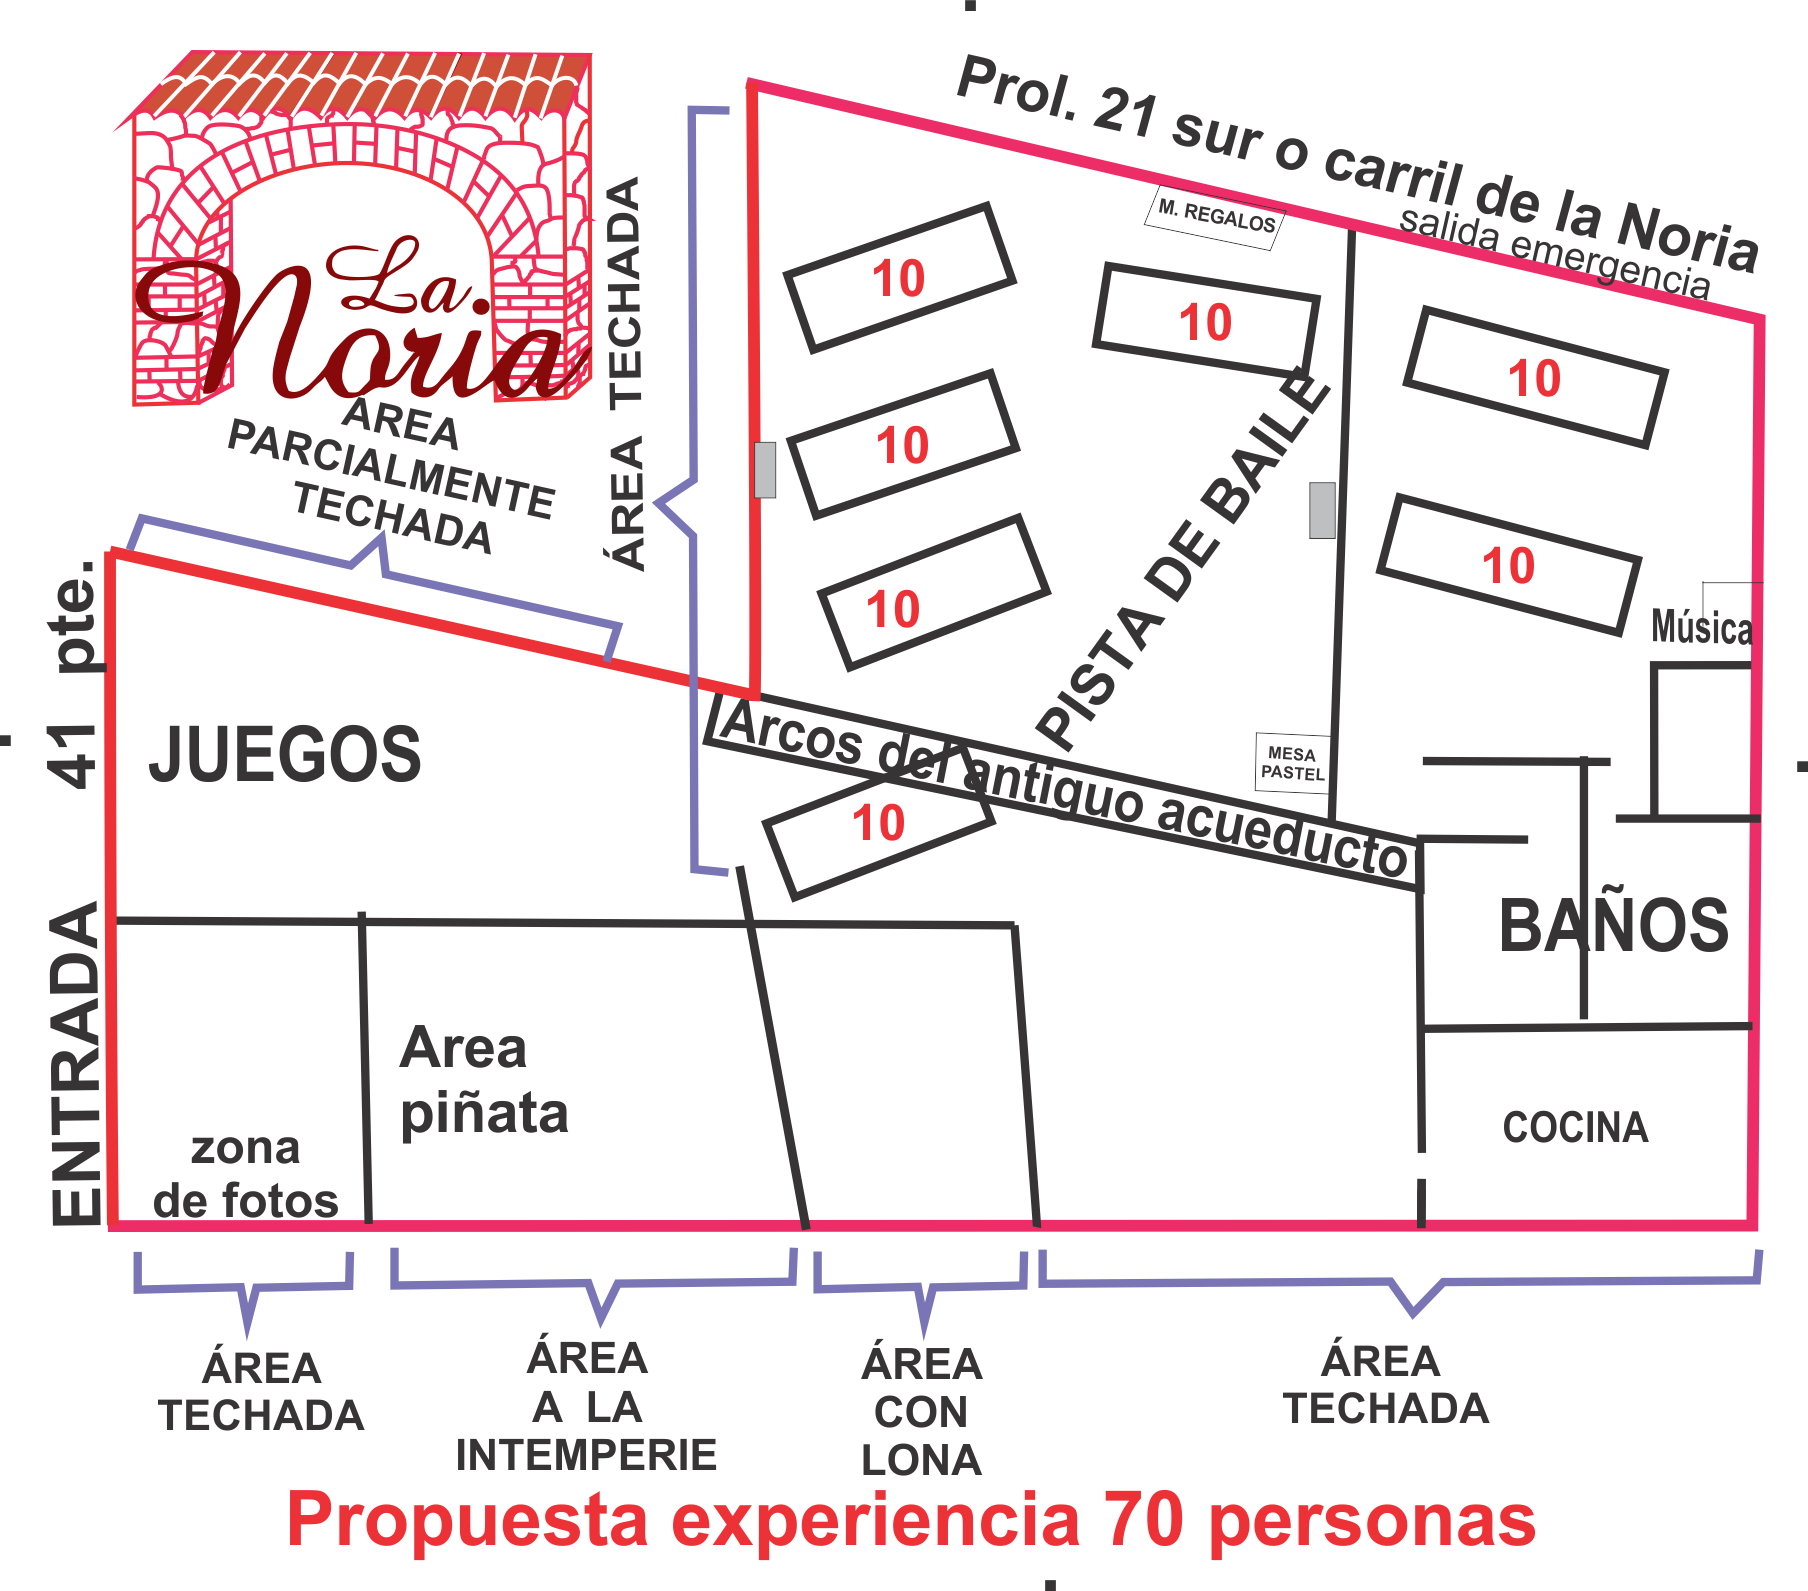 Prol. 21 sur o carril de la Noria
salida emergencia
La
Noria
AREA
PARCIALMENTE
TECHADA
ÁREA TECHADA
M. REGALOS
10
10
10
10
10
10
PISTA DE BAILE
Música
MESA
PASTEL
Arcos del antiquo acueducto
10
JUEGOS
ENTRADA 41 pte.
BAÑOS
Area
piñata
zona
de fotos
COCINA
ÁREA
TECHADA
ÁREA
A LA
INTEMPERIE
ÁREA
CON
LONA
ÁREA
TECHADA
Propuesta experiencia 70 personas